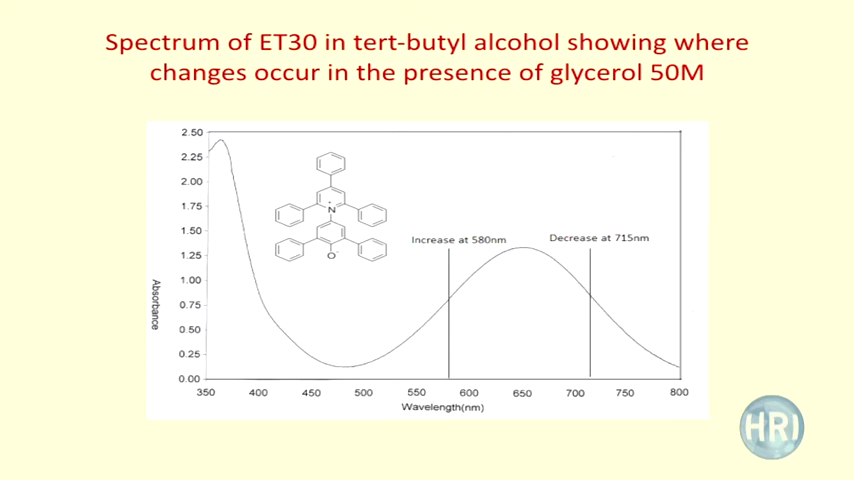 Spectrum of ET30 in tert-butyl alcohol showing where
changes occur in the presence of glycerol 50M
2.50
2.25
2.00
1.75
1.50
1.25
1.00
0.75
0.50
0.25
0.00
Absorbance
N
O
Increase at 580nm
Decrease at 715nm
350 400 450 500 550 600 650 700 750 800
Wavelength(nm)
HRI